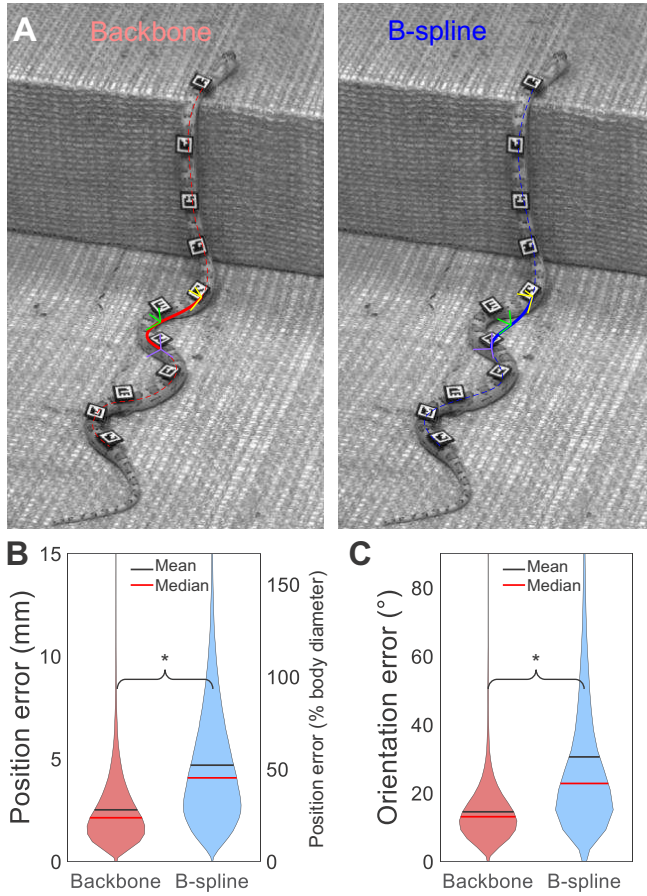 A
Backbone
B-spline
B
Mean
Median
*
15
10
5
0
Position error (mm)
150
100
50
0
Position error (% body diameter)
Backbone
B-spline
C
Mean
Median
*
80
60
40
20
0
Orientation error (°)
Backbone
B-spline